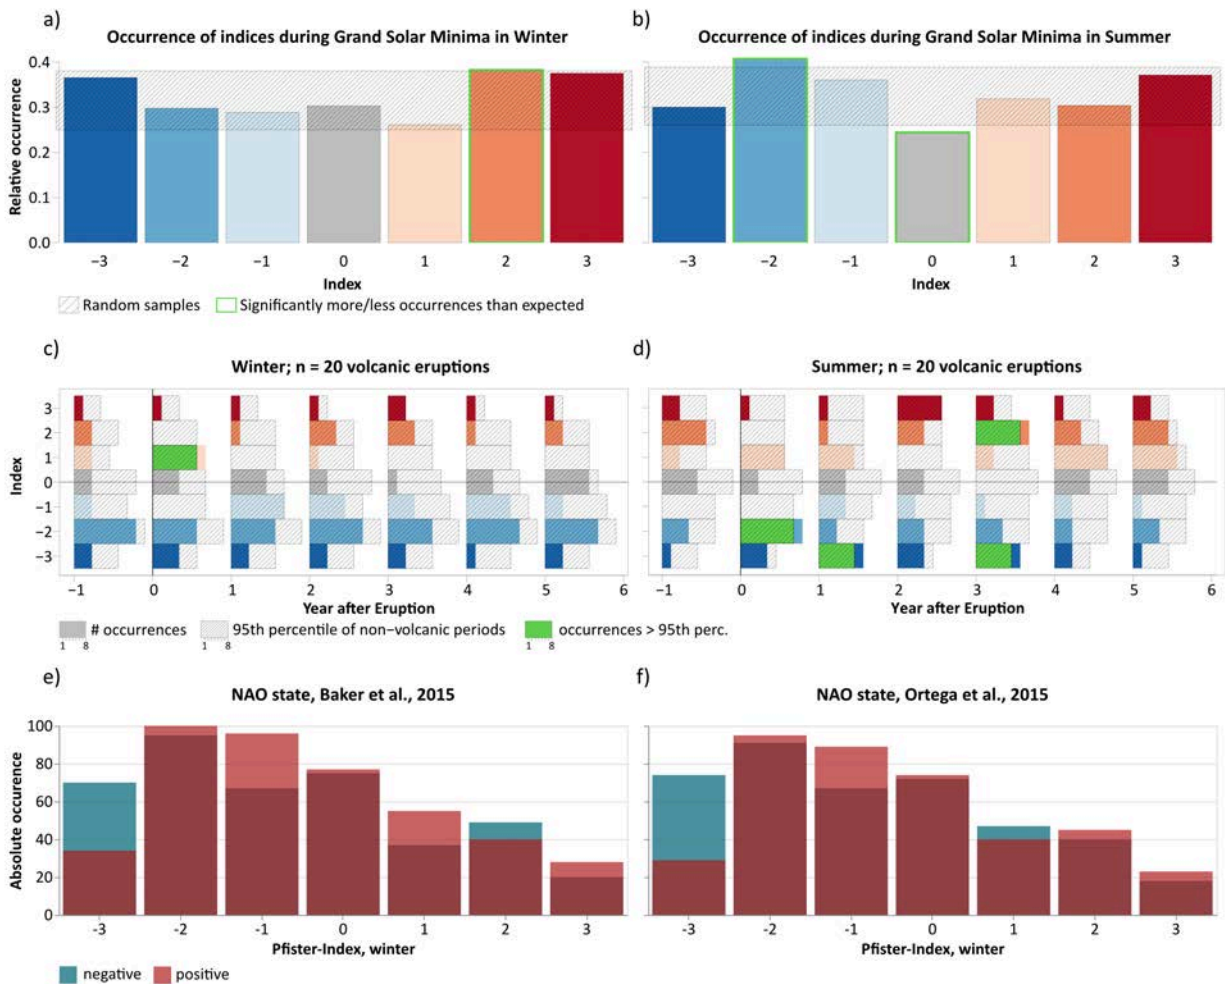 a)
Occurrence of indices during Grand Solar Minima in Winter
0.4
0.3
0.2
0.1
0.0
Relative occurrence
−3 −2 −1 0 1 2 3
Index
Random samples Significantly more/less occurrences than expected
b)
Occurrence of indices during Grand Solar Minima in Summer
−3 −2 −1 0 1 2 3
Index
c)
Winter; n = 20 volcanic eruptions
3
2
1
0
−1
−2
−3
Index
−1 0 1 2 3 4 5 6
Year after Eruption
# occurrences 95th percentile of non−volcanic periods occurrences > 95th perc.
1 8 1 8 1 8
d)
Summer; n = 20 volcanic eruptions
−1 0 1 2 3 4 5 6
Year after Eruption
e)
NAO state, Baker et al., 2015
100
80
60
40
20
0
Absolute occurence
-3 -2 -1 0 1 2 3
Pfister-Index, winter
negative positive
f)
NAO state, Ortega et al., 2015
-3 -2 -1 0 1 2 3
Pfister-Index, winter